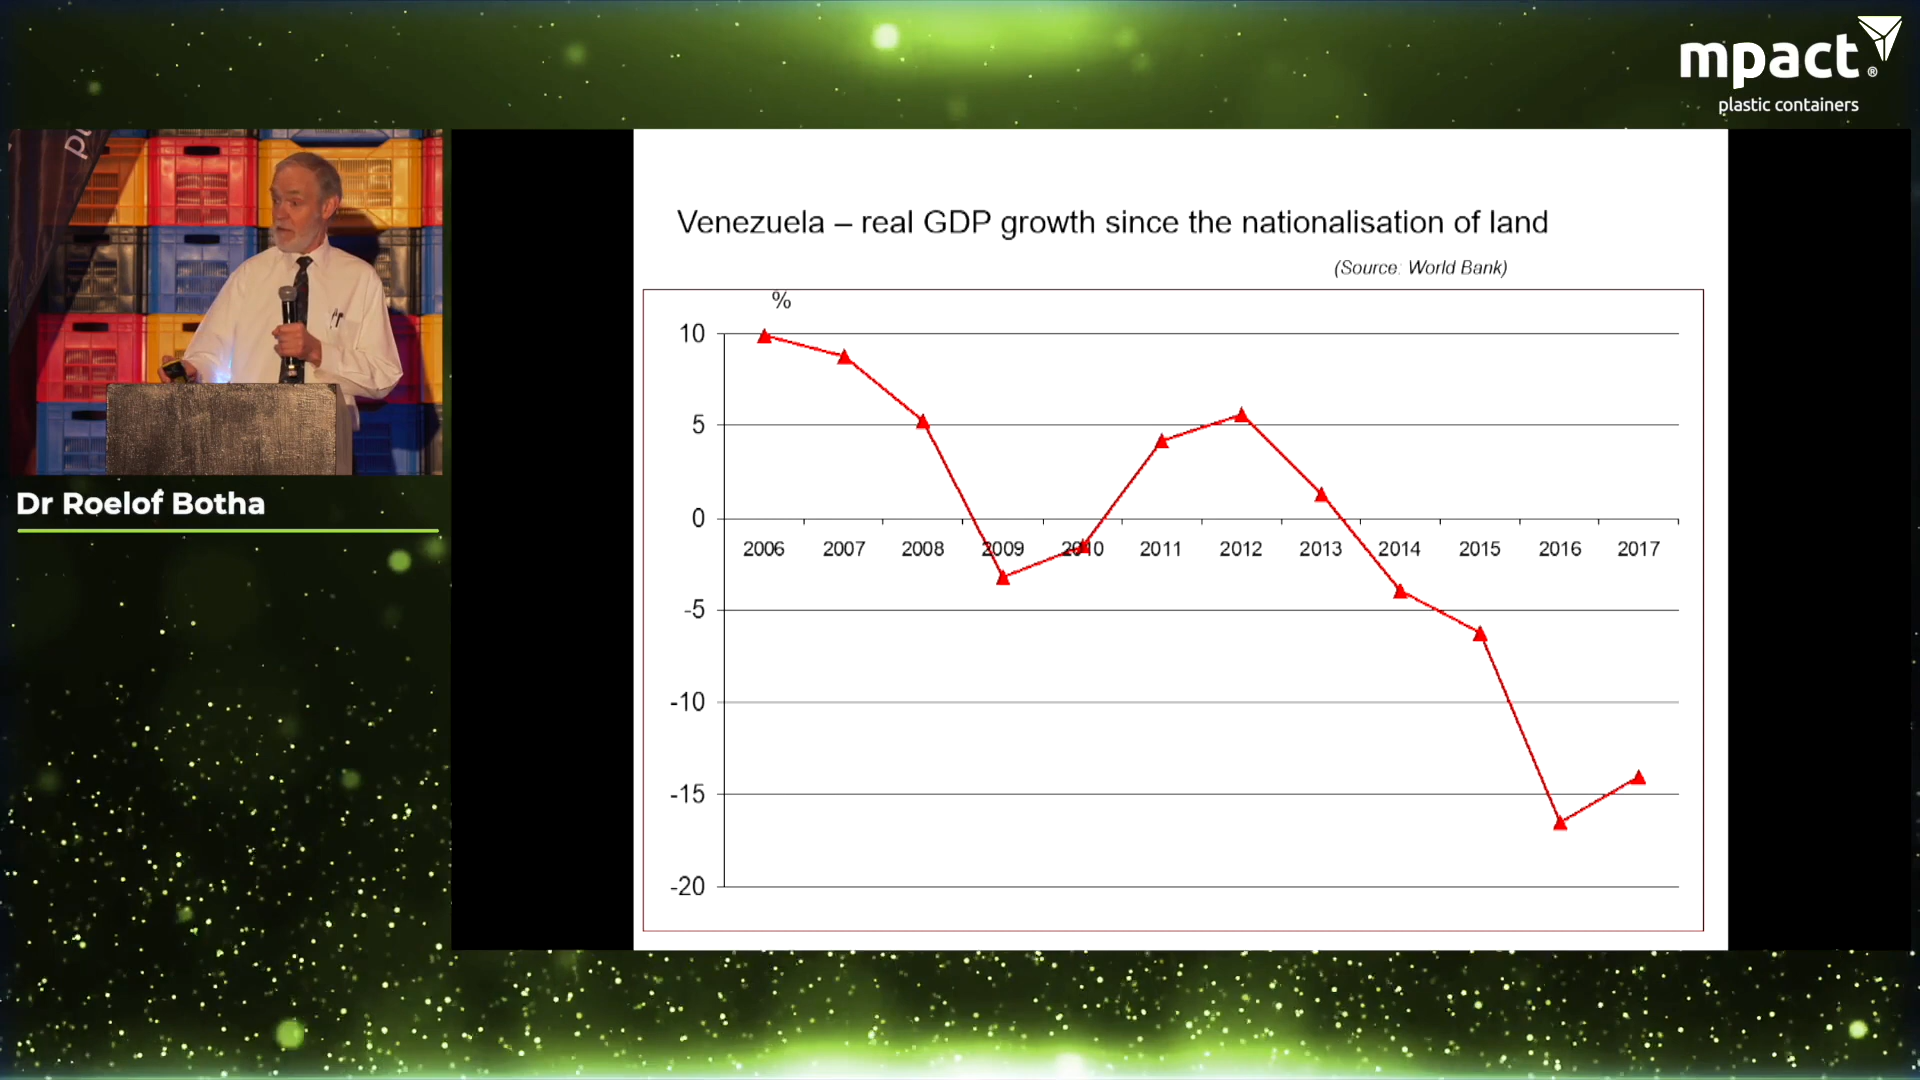 mpact®
plastic containers
pl
Dr Roelof Botha
Venezuela – real GDP growth since the nationalisation of land
(Source: World Bank)
%
10
5
0
-5
-10
-15
-20
2006 2007 2008 2009 2010 2011 2012 2013 2014 2015 2016 2017